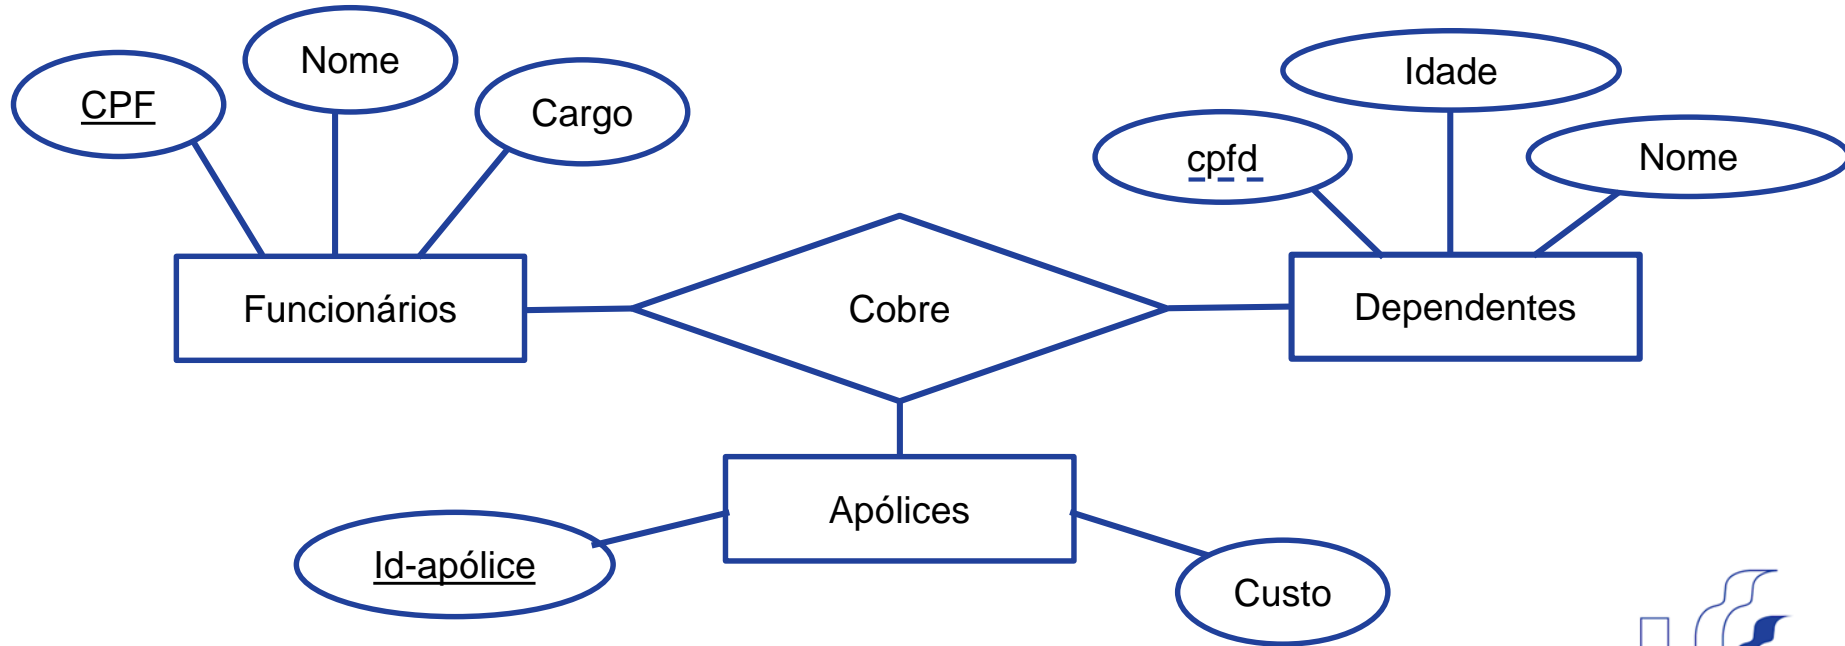 CPF
Nome
Cargo
Idade
cpfd
Nome
Funcionários
Cobre
Dependentes
Apólices
Id-apólice
Custo